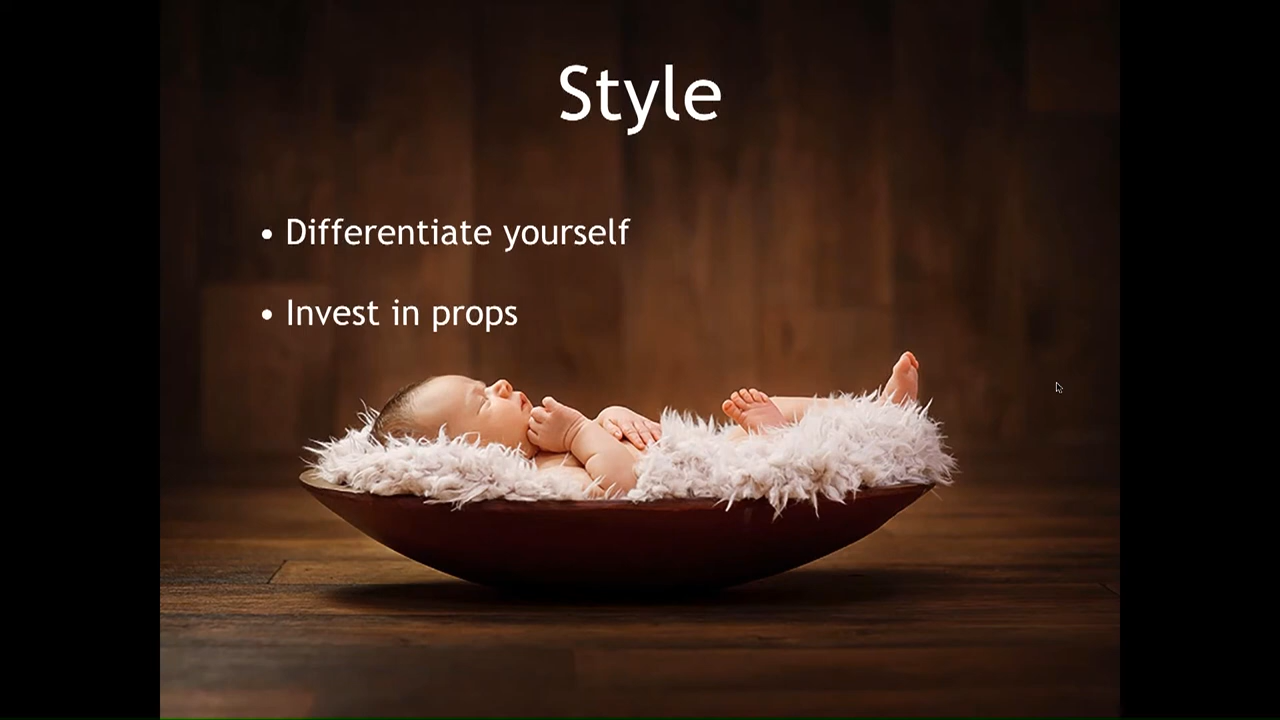 Style
• Differentiate yourself
• Invest in props